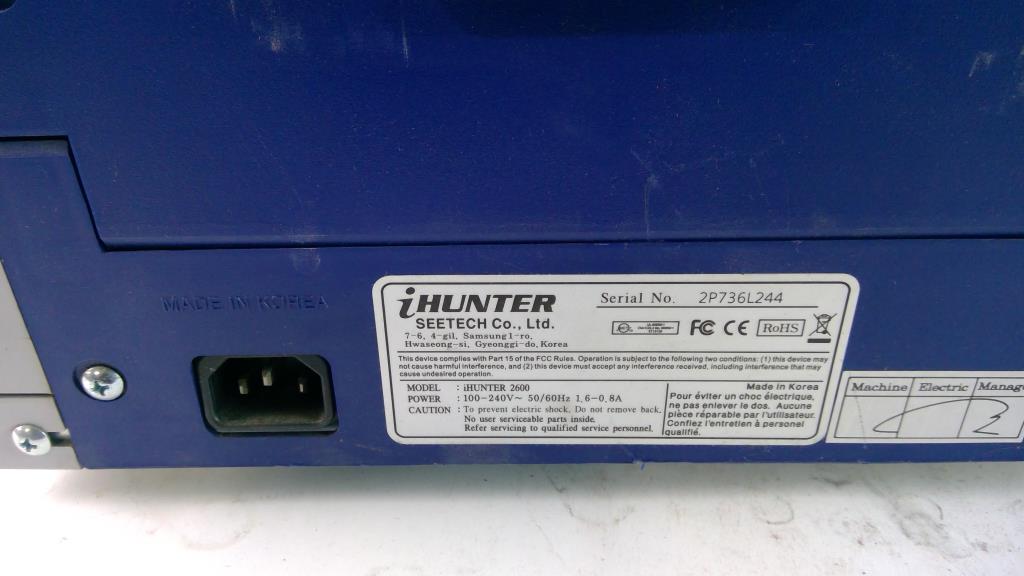 MADE IN KOREA
iHUNTER
SEETECH Co., Ltd.
7-6, 4-gil, Samsung1-ro,
Hwaseong-si, Gyeonggi-do, Korea
Serial No. 2P736L244
FC CE RoHS
This device complies with Part 15 of the FCC Rules. Operation is subject to the following two conditions: (1) this device may
not cause harmful interference, and (2) this device must accept any interference received, including interference that may
cause undesired operation.
MODEL : iHUNTER 2600
POWER : 100-240V~ 50/60Hz 1.6-0.8A
CAUTION : To prevent electric shock. Do not remove back.
No user serviceable parts inside.
Refer servicing to qualified service personnel.
Made in Korea
Pour éviter un choc électrique,
ne pas enlever le dos. Aucune
pièce réparable par l'utilisateur.
Confiez l'entretien à personel
qualifié.
Machine Electric Manag